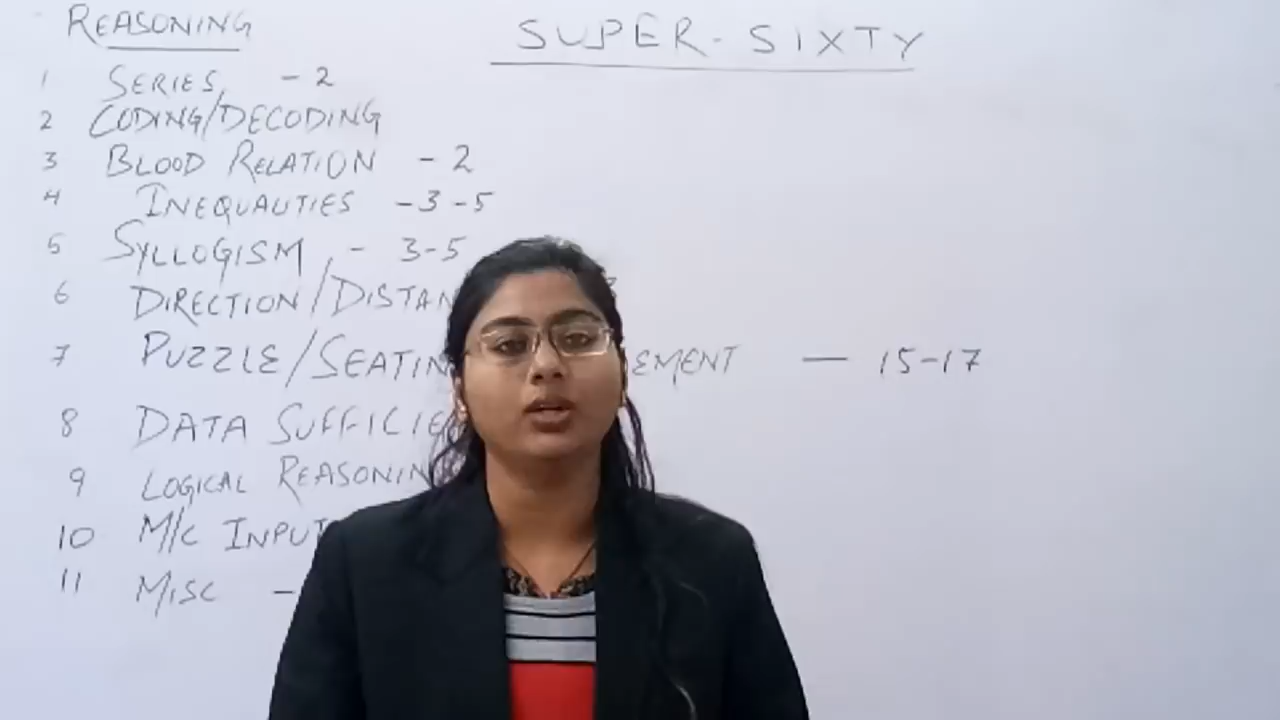 REASONING
SUPER-SIXTY
1 SERIES - 2
2 CODING/DECODING
3 BLOOD RELATION - 2
4 INEQUALITIES - 3-5
5 SYLLOGISM - 3-5
6 DIRECTION/DISTAN
7 PUZZLE/SEATIN EMENT — 15-17
8 DATA SUFFICIE
9 LOGICAL REASONIN
10 M/C INPUT
11 MISC -